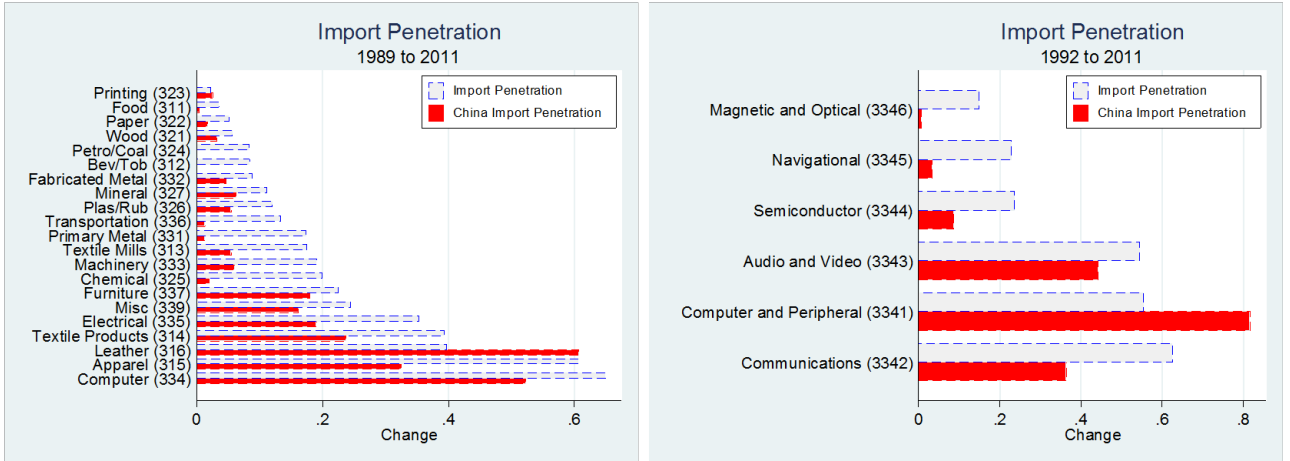 Import Penetration
1989 to 2011
Import Penetration
China Import Penetration
Printing (323)
Food (311)
Paper (322)
Wood (321)
Petro/Coal (324)
Bev/Tob (312)
Fabricated Metal (332)
Mineral (327)
Plas/Rub (326)
Transportation (336)
Primary Metal (331)
Textile Mills (313)
Machinery (333)
Chemical (325)
Furniture (337)
Misc (339)
Electrical (335)
Textile Products (314)
Leather (316)
Apparel (315)
Computer (334)
0 .2 .4 .6
Change
Import Penetration
1992 to 2011
Import Penetration
China Import Penetration
Magnetic and Optical (3346)
Navigational (3345)
Semiconductor (3344)
Audio and Video (3343)
Computer and Peripheral (3341)
Communications (3342)
0 .2 .4 .6 .8
Change